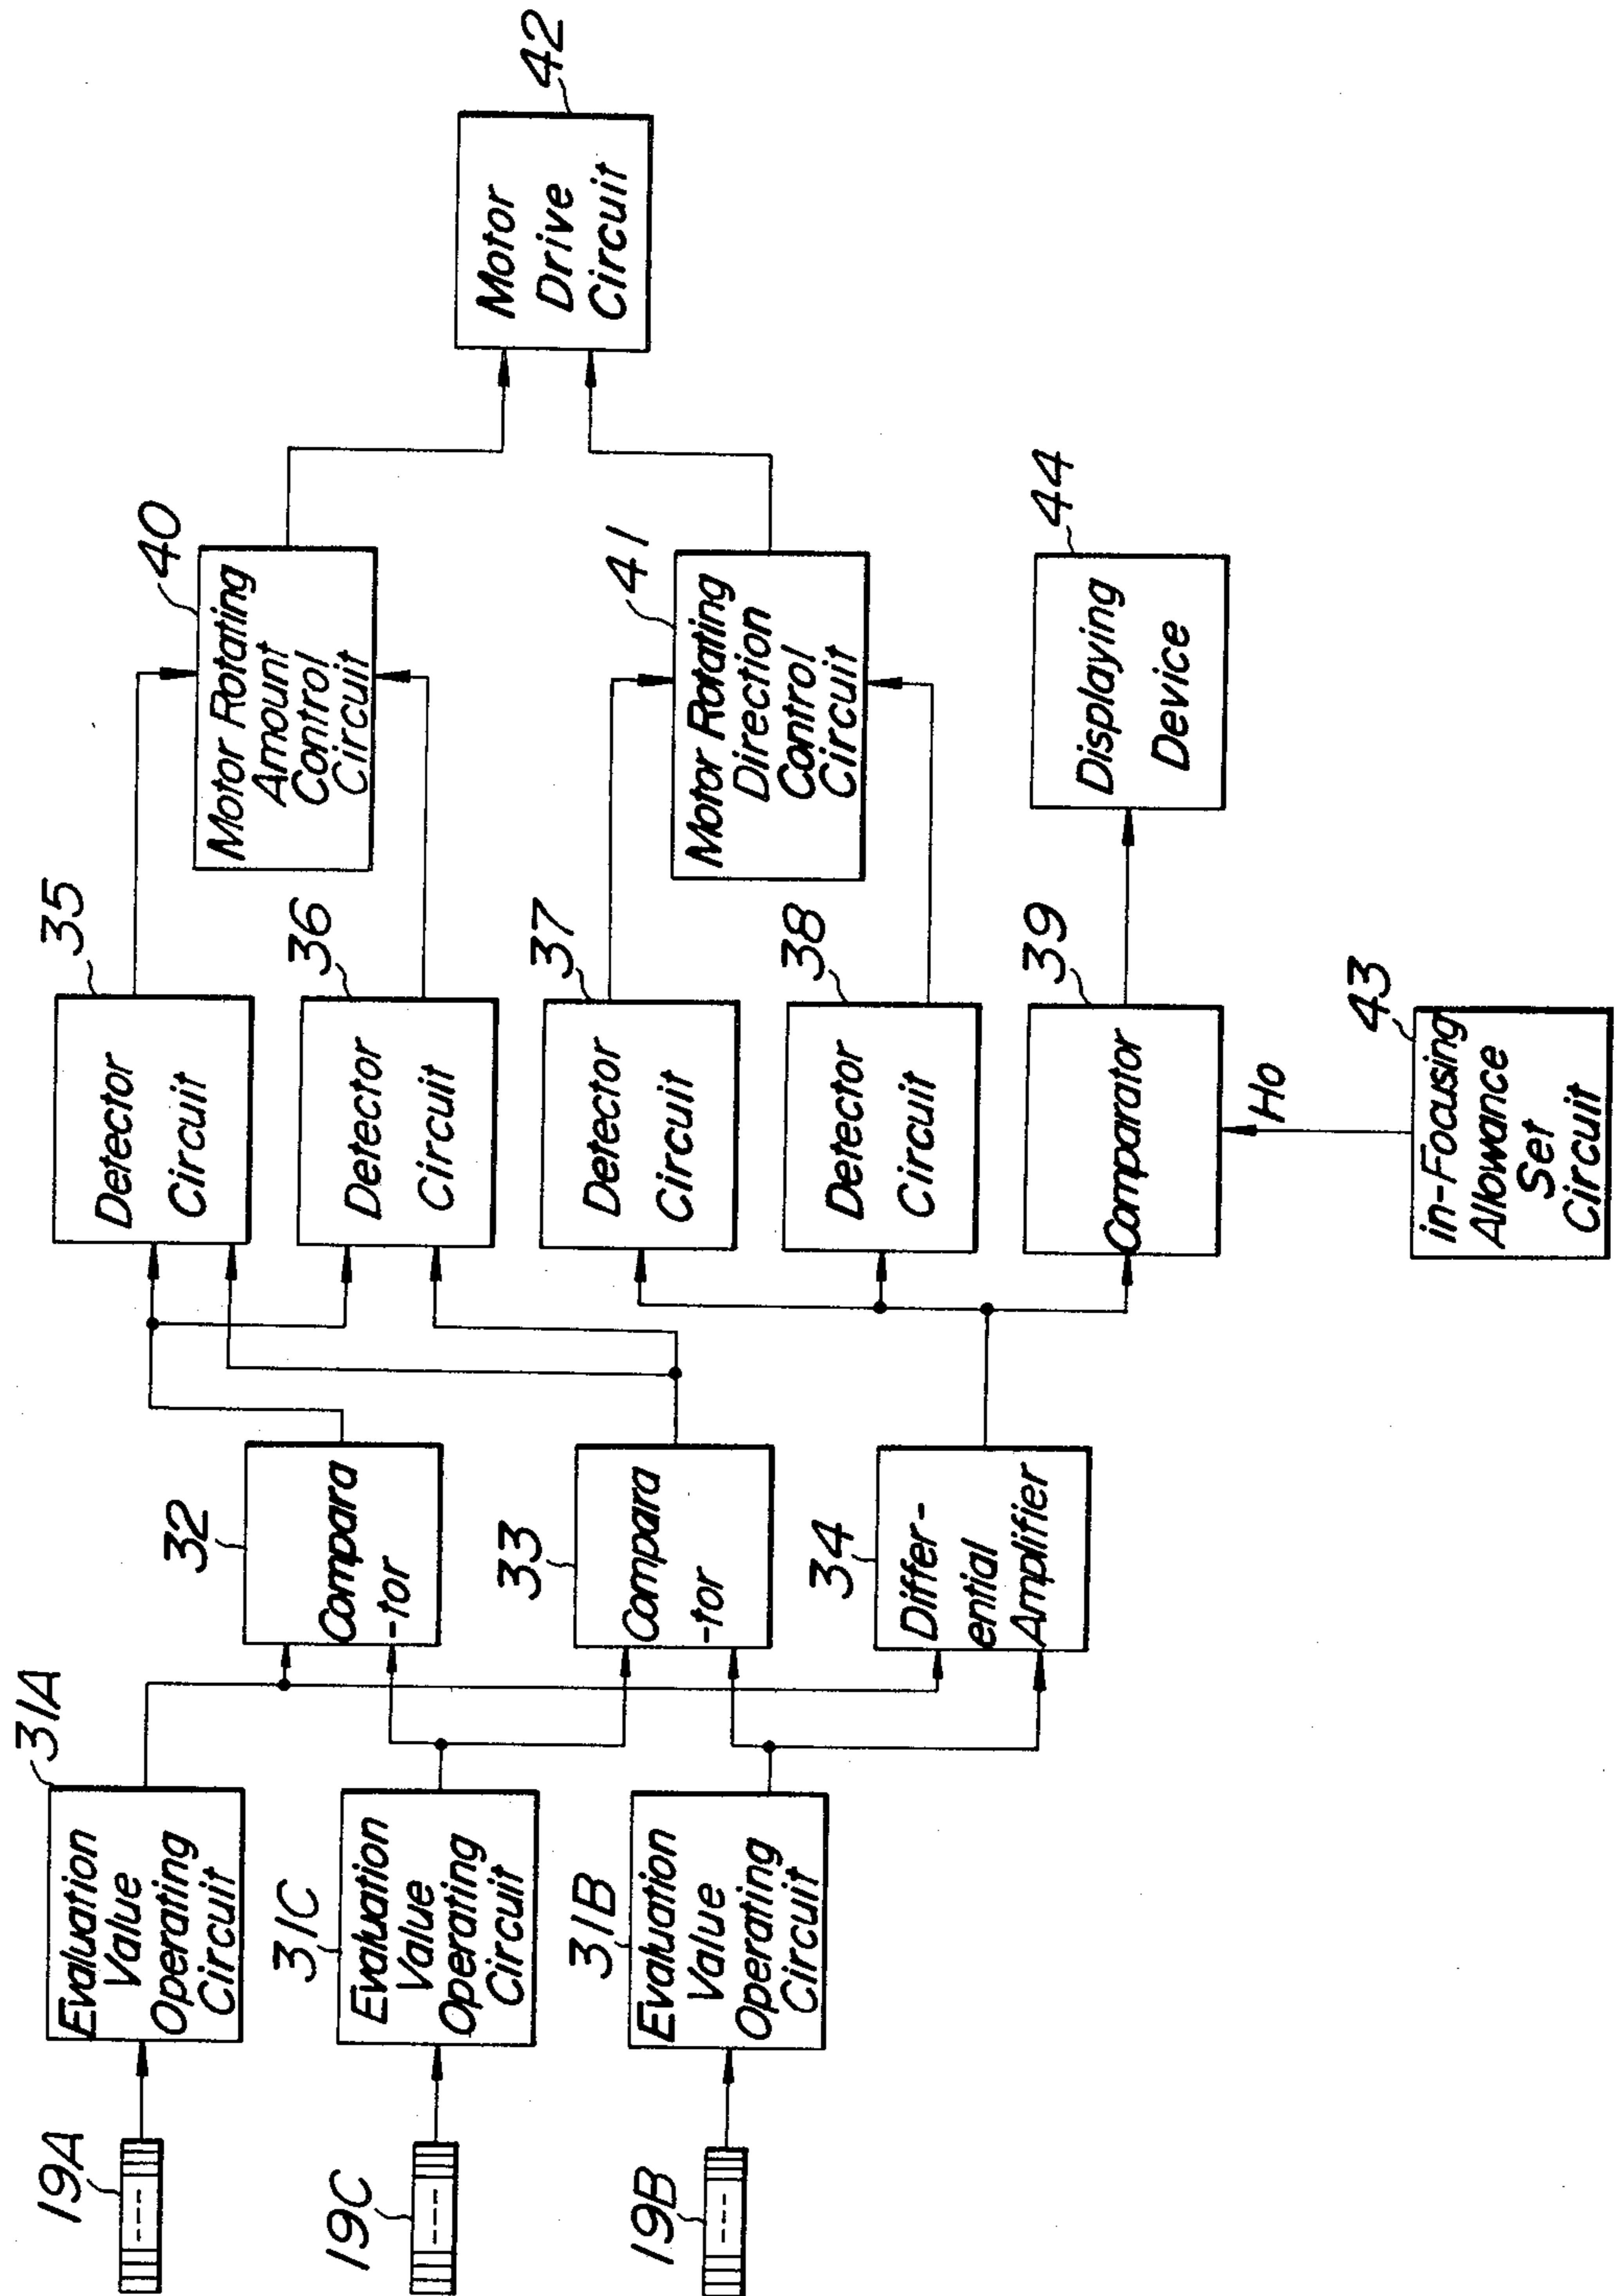 19A
19C
19B
31A
Evaluation
Value
Operating
Circuit
31C
Evaluation
Value
Operating
Circuit
31B
Evaluation
Value
Operating
Circuit
32
Compara
-tor
33
Compara
-tor
34
Differ-
ential
Amplifier
35
Detector
Circuit
36
Detector
Circuit
37
Detector
Circuit
38
Detector
Circuit
39
Comparator
Ho
43
in-Focusing
Allowance
Set
Circuit
40
Motor Rotating
Amount
Control
Circuit
41
Motor Rotating
Direction
Control
Circuit
44
Displaying
Device
42
Motor
Drive
Circuit